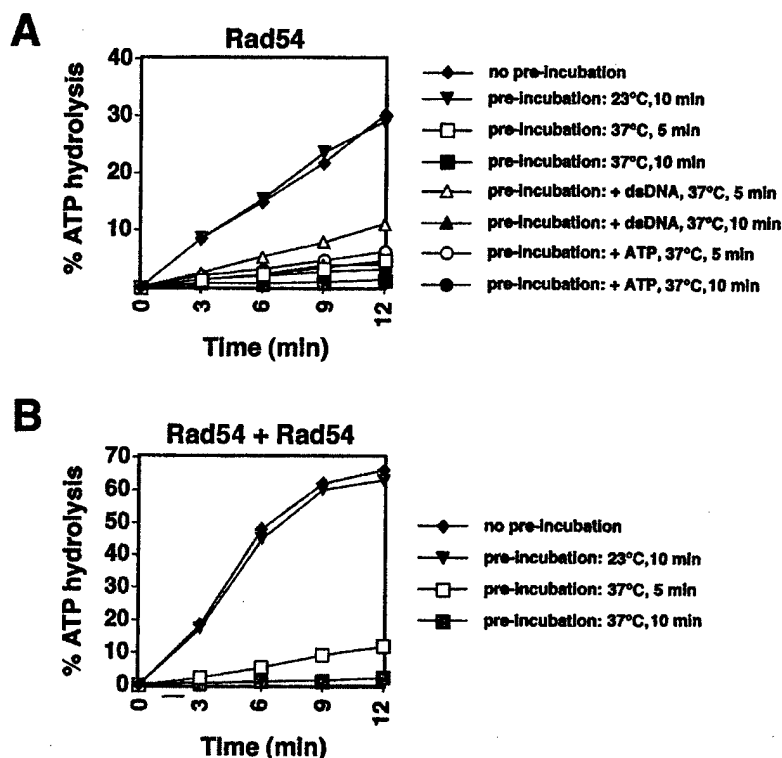 A
Rad54
% ATP hydrolysis
40
30
20
10
0
3
6
9
12
Time (min)
no pre-incubation
pre-incubation: 23°C, 10 min
pre-incubation: 37°C, 5 min
pre-incubation: 37°C, 10 min
pre-incubation: + dsDNA, 37°C, 5 min
pre-incubation: + dsDNA, 37°C, 10 min
pre-incubation: + ATP, 37°C, 5 min
pre-incubation: + ATP, 37°C, 10 min
B
Rad54 + Rad54
% ATP hydrolysis
70
60
50
40
30
20
10
0
0
3
6
9
12
Time (min)
no pre-incubation
pre-incubation: 23°C, 10 min
pre-incubation: 37°C, 5 min
pre-incubation: 37°C, 10 min